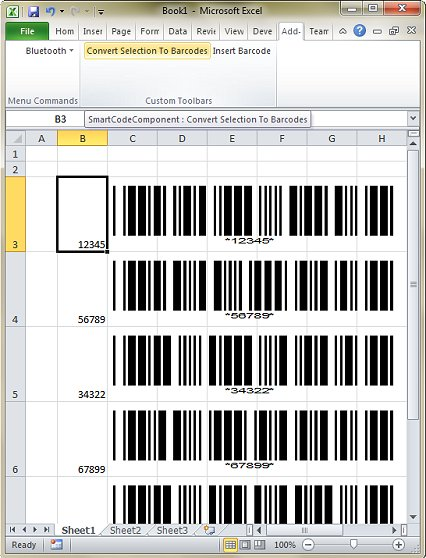 Book1 - Microsoft Excel
File Hom Inser Page Form Data Revie View Deve Add- Team
Bluetooth Convert Selection To Barcodes Insert Barcode
Menu Commands Custom Toolbars
B3 SmartCodeComponent : Convert Selection To Barcodes
A B C D E F G H
1
2
3 12345 *12345*
4 56789 *56789*
5 34322 *34322*
6 67899 *67899*
Sheet1 Sheet2 Sheet3
Ready 100%